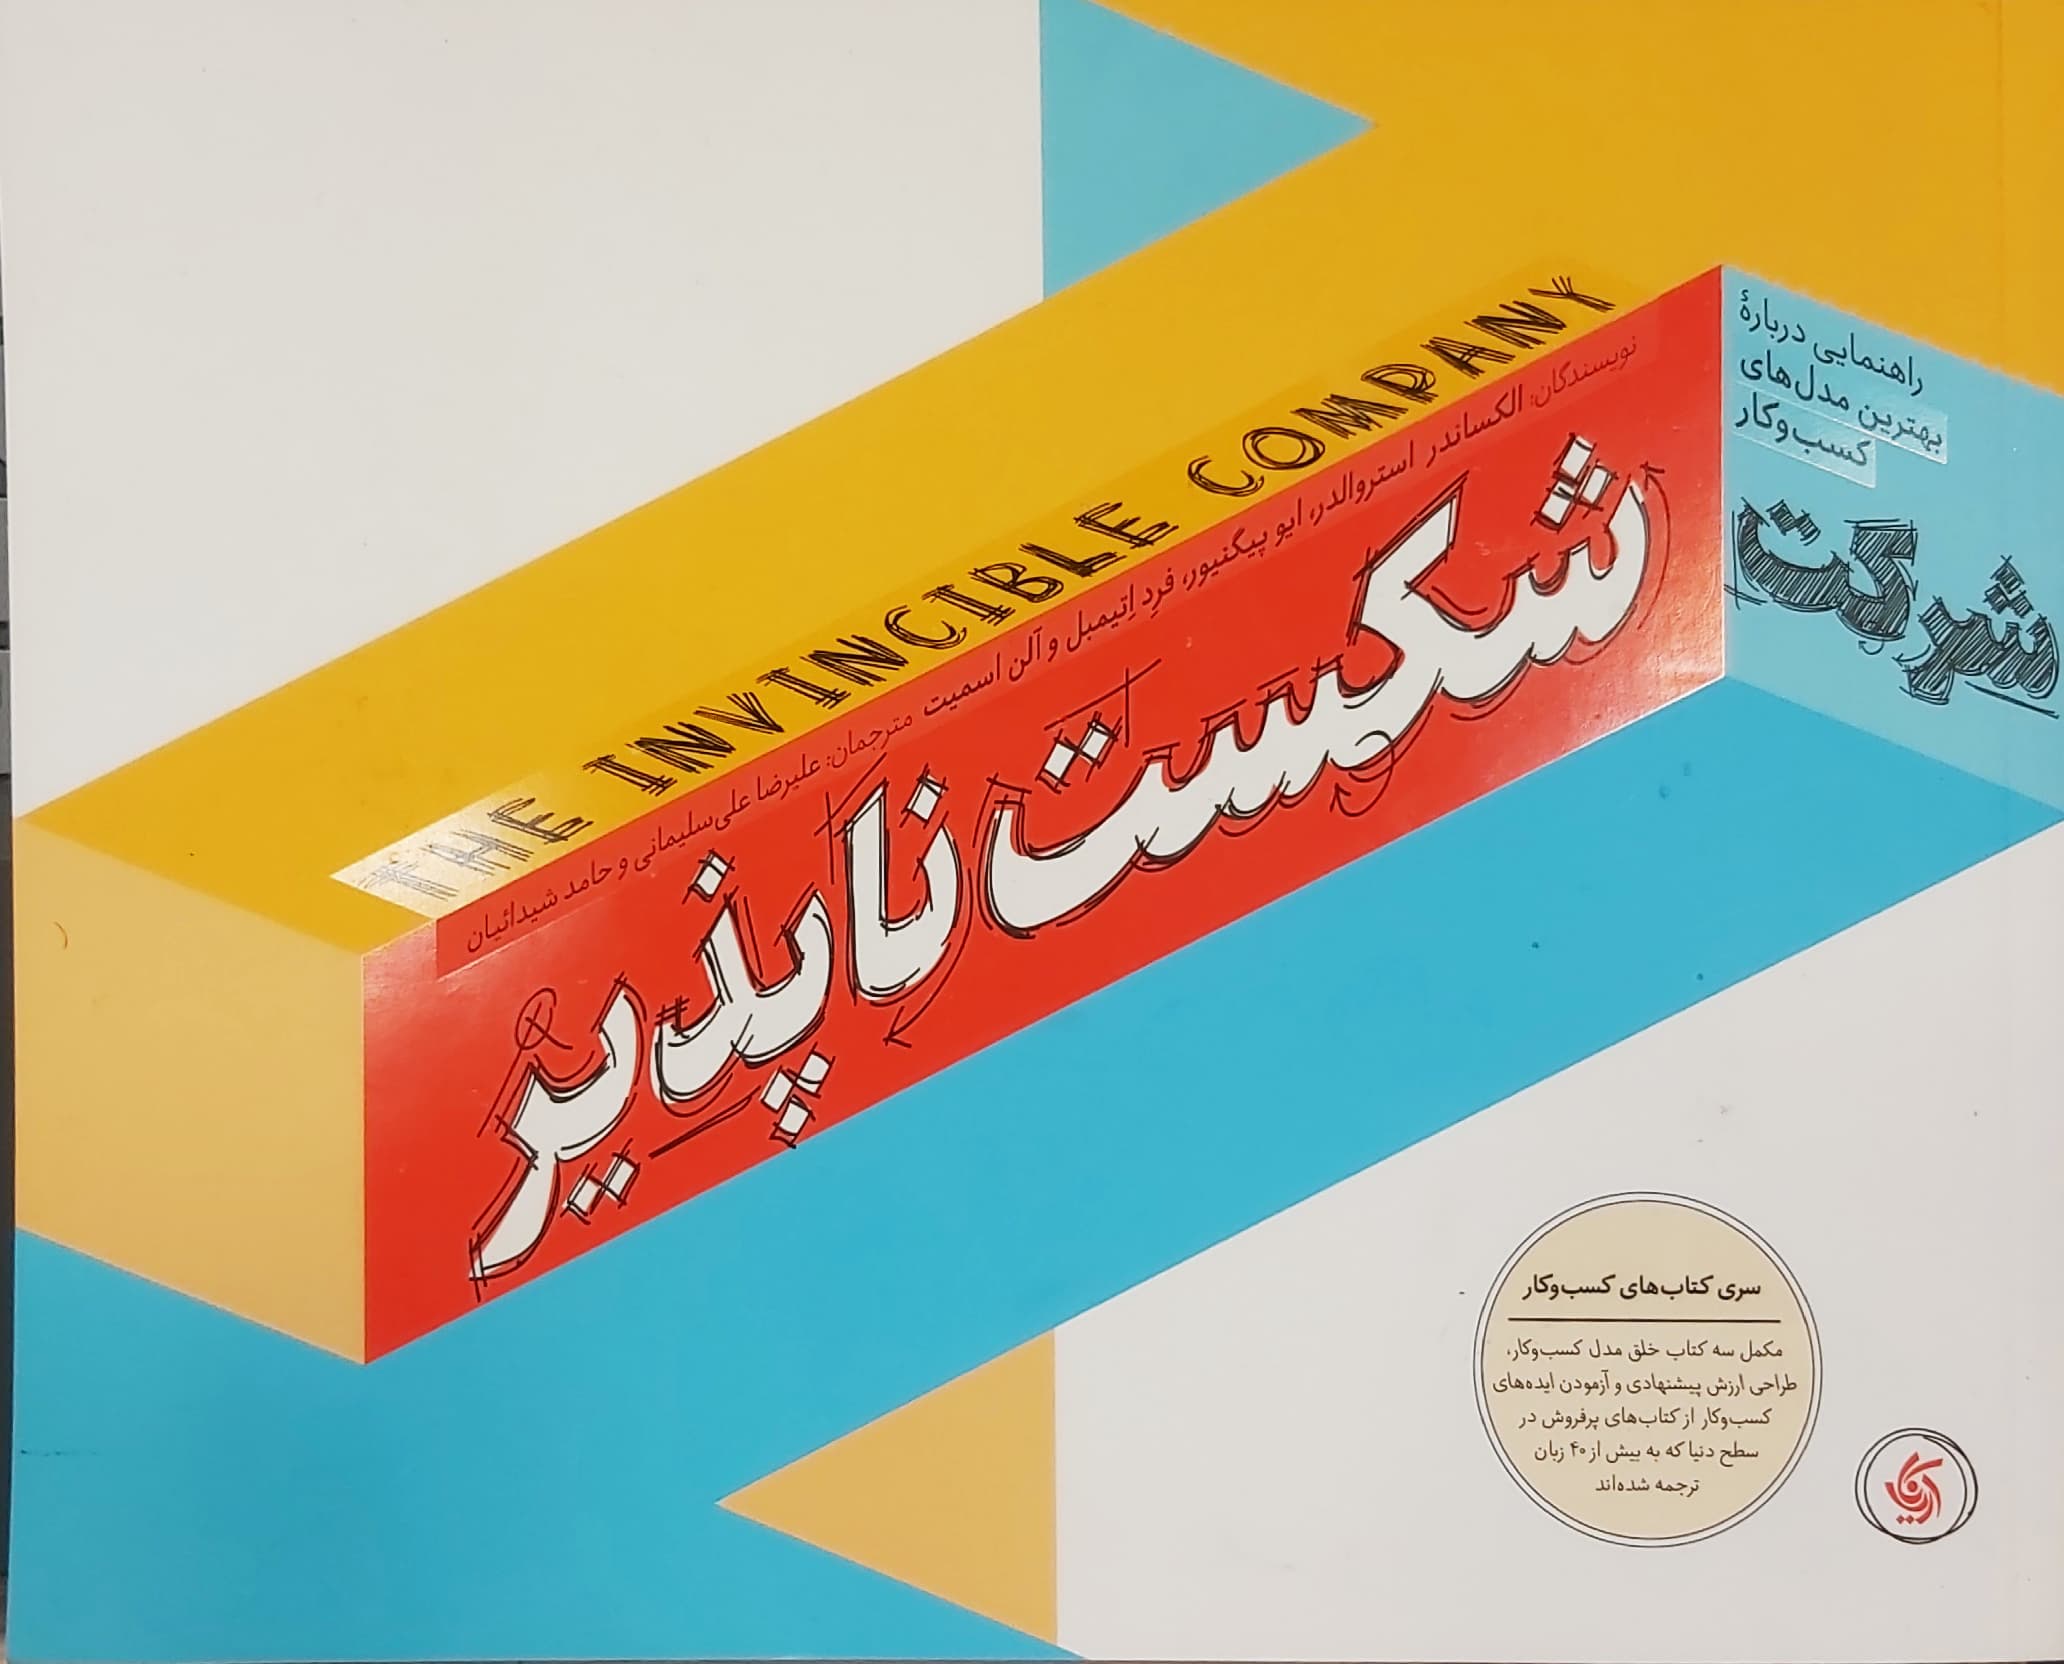 راهنمایی دربارهٔ
بهترین مدل‌های
کسب‌وکار
شرکت
شکست‌ناپذیر
THE INVINCIBLE COMPANY
نویسندگان: الکساندر استروالدر، ایو پیگنیور، فرِد اِتیمبل و آلن اسمیت مترجمان: علیرضا علی‌سلیمانی و حامد شیدائیان
سری کتاب‌های کسب‌وکار
مکمل سه کتاب خلق مدل کسب‌وکار،
طراحی ارزش پیشنهادی و آزمودن ایده‌های
کسب‌وکار از کتاب‌های پرفروش در
سطح دنیا که به بیش از ۴۰ زبان
ترجمه شده‌اند
آریانا